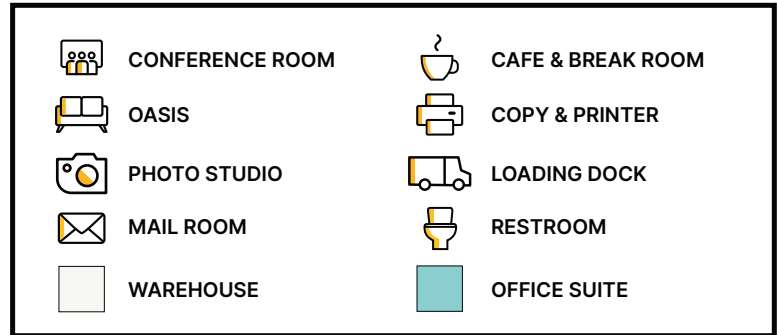 CONFERENCE ROOM
CAFE & BREAK ROOM
OASIS
COPY & PRINTER
PHOTO STUDIO
LOADING DOCK
MAIL ROOM
RESTROOM
WAREHOUSE
OFFICE SUITE